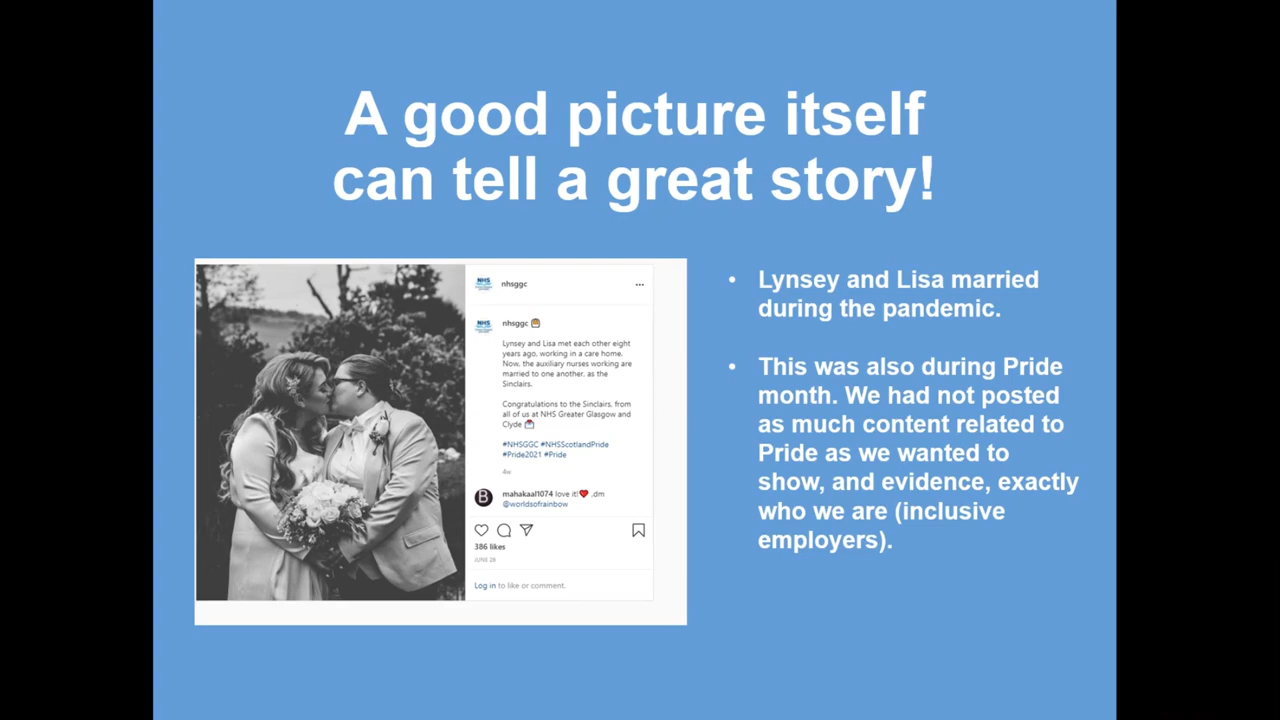 A good picture itself
can tell a great story!
NHS
nhsggc
NHS
nhsggc
Lynsey and Lisa met each other eight
years ago, working in a care home.
Now, the auxiliary nurses working are
married to one another, as the
Sinclairs.
Congratulations to the Sinclairs, from
all of us at NHS Greater Glasgow and
Clyde
#NHSGGC #NHSScotlandPride
#Pride2021 #Pride
4w
B
mahakaal1074 love it!❤️ .dm
@worldsofrainbow
386 likes
JUNE 26
Log in to like or comment.
• Lynsey and Lisa married
during the pandemic.
• This was also during Pride
month. We had not posted
as much content related to
Pride as we wanted to
show, and evidence, exactly
who we are (inclusive
employers).